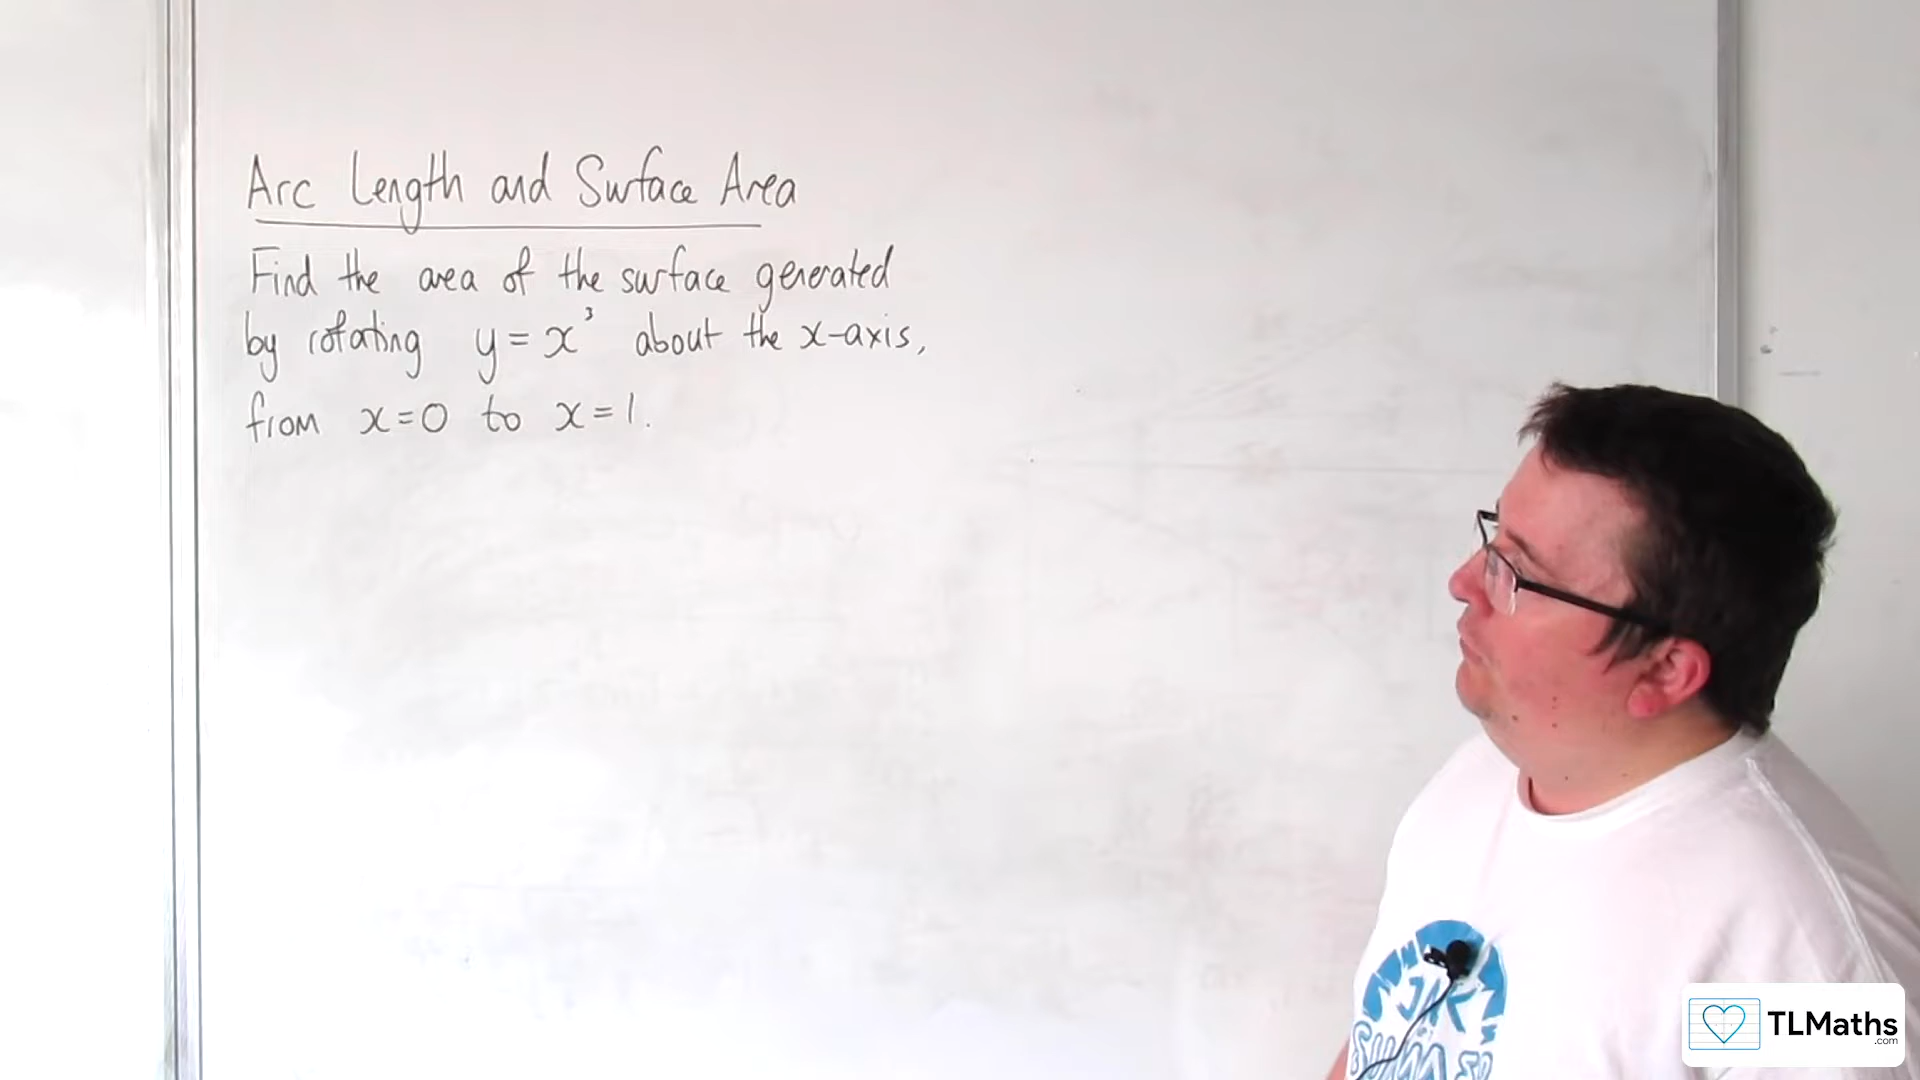 Arc Length and Surface Area
Find the area of the surface generated
by rotating y = x³ about the x-axis,
from x=0 to x=1.
TLMaths
.com